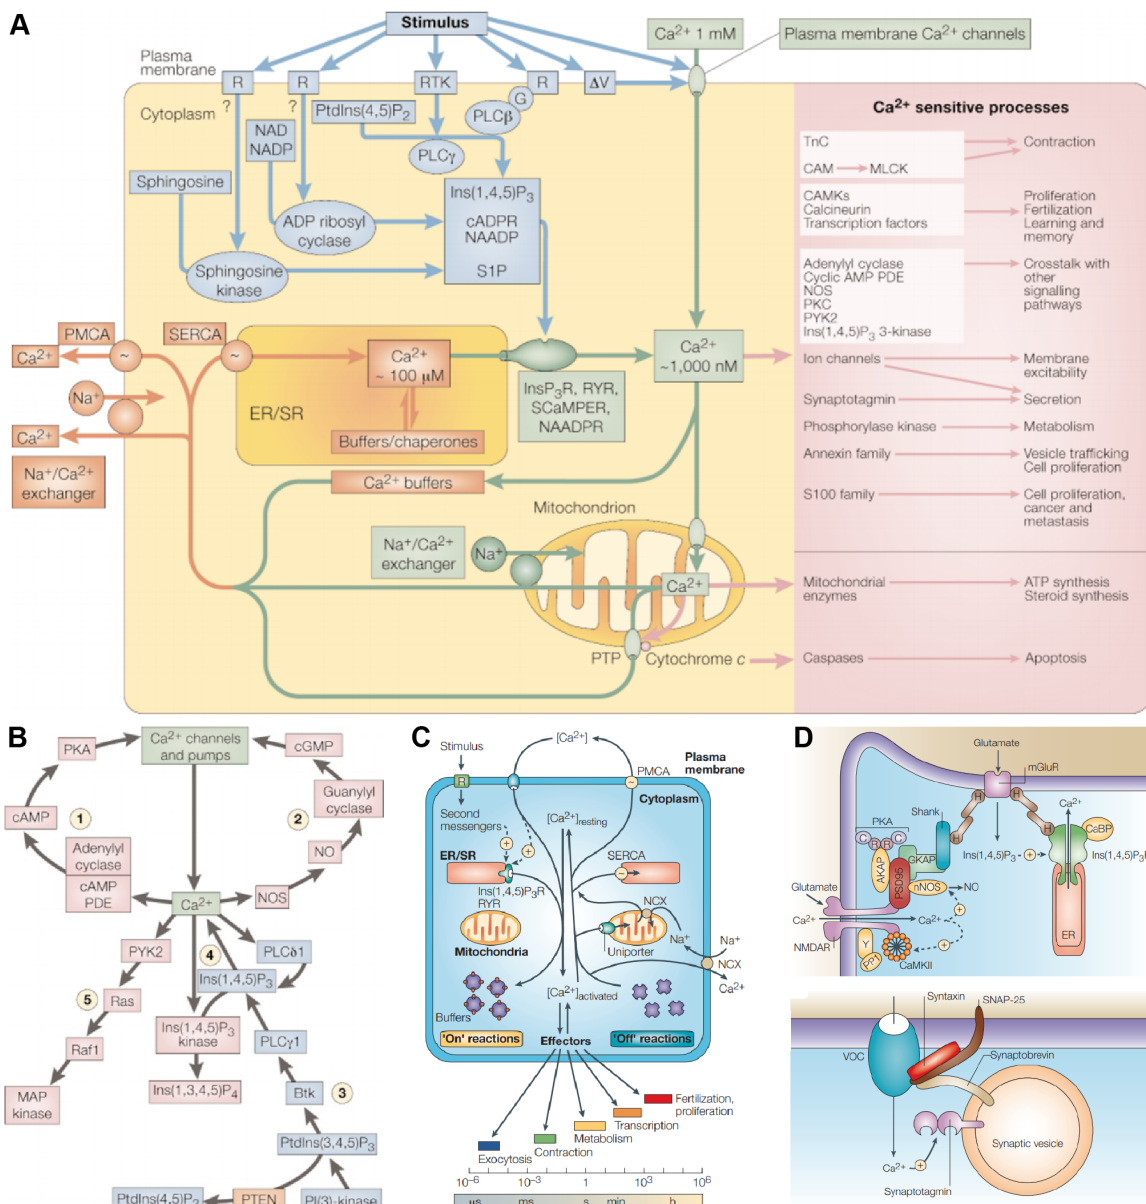 A
Stimulus
Ca2+ 1 mM
Plasma membrane Ca2+ channels
Plasma
membrane
R
R
RTK
R
ΔV
?
?
G
Cytoplasm
PtdIns(4,5)P2
PLCβ
NAD
NADP
PLCγ
Sphingosine
Ins(1,4,5)P3
cADPR
NAADP
S1P
ADP ribosyl
cyclase
Sphingosine
kinase
PMCA
SERCA
Ca2+
~
~
Ca2+
~ 100 μM
Ca2+
~1,000 nM
Na+
InsP3R, RYR,
SCaMPER,
NAADPR
ER/SR
Ca2+
Buffers/chaperones
Na+/Ca2+
exchanger
Ca2+ buffers
Mitochondrion
Na+/Ca2+
exchanger
Na+
Ca2+
PTP
Cytochrome c
Ca2+ sensitive processes
TnC
Contraction
CAM
MLCK
CAMKs
Calcineurin
Transcription factors
Proliferation
Fertilization
Learning and
memory
Adenylyl cyclase
Cyclic AMP PDE
NOS
PKC
PYK2
Ins(1,4,5)P3 3-kinase
Crosstalk with
other
signalling
pathways
Ion channels
Membrane
excitability
Synaptotagmin
Secretion
Phosphorylase kinase
Metabolism
Annexin family
Vesicle trafficking
Cell proliferation
S100 family
Cell proliferation,
cancer and
metastasis
Mitochondrial
enzymes
ATP synthesis
Steroid synthesis
Caspases
Apoptosis
B
PKA
Ca2+ channels
and pumps
cGMP
cAMP
1
2
Guanylyl
cyclase
Adenylyl
cyclase
NO
cAMP
PDE
Ca2+
NOS
PYK2
4
PLCδ1
Ins(1,4,5)P3
5
Ras
Ins(1,4,5)P3
kinase
PLCγ1
Raf1
Ins(1,3,4,5)P4
Btk
3
MAP
kinase
PtdIns(3,4,5)P3
PtdIns(4,5)P2
PTEN
PI(3)-kinase
C
[Ca2+]
Stimulus
Plasma
membrane
R
~
PMCA
Cytoplasm
Second
messengers
+
+
[Ca2+]resting
ER/SR
SERCA
~
Ins(1,4,5)P3R
RYR
NCX
Mitochondria
Uniporter
Na+
Na+
NCX
Ca2+
[Ca2+]activated
Buffers
'On' reactions
Effectors
'Off' reactions
Fertilization,
proliferation
Transcription
Metabolism
Contraction
Exocytosis
10−6
10−3
1
103
106
μs
ms
s
min
h
D
Glutamate
mGluR
Ca2+
Shank
H
H
H
H
CaBP
PKA
C
R
R
C
GKAP
AKAP
PSD95
Ins(1,4,5)P3
+
Ins(1,4,5)P3R
nNOS
NO
Glutamate
Ca2+
Ca2+
+
+
NMDAR
Y
PP1
CaMKII
ER
Syntaxin
SNAP-25
VOC
Synaptobrevin
Synaptic vesicle
Ca2+
+
Synaptotagmin